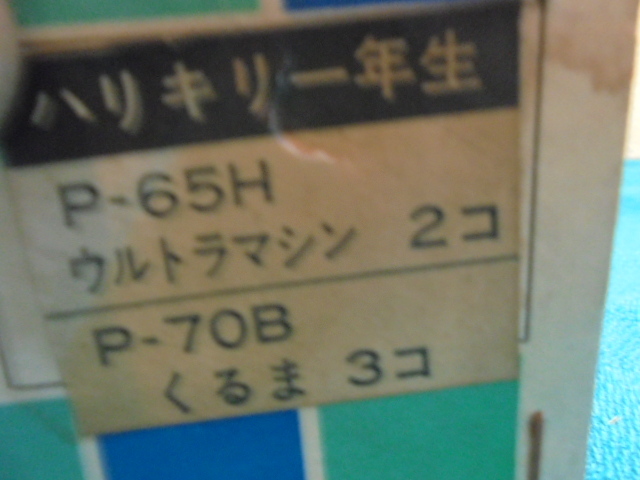 ハリキリ一年生
P-65H
ウルトラマシン 2コ
P-70B
くるま 3コ